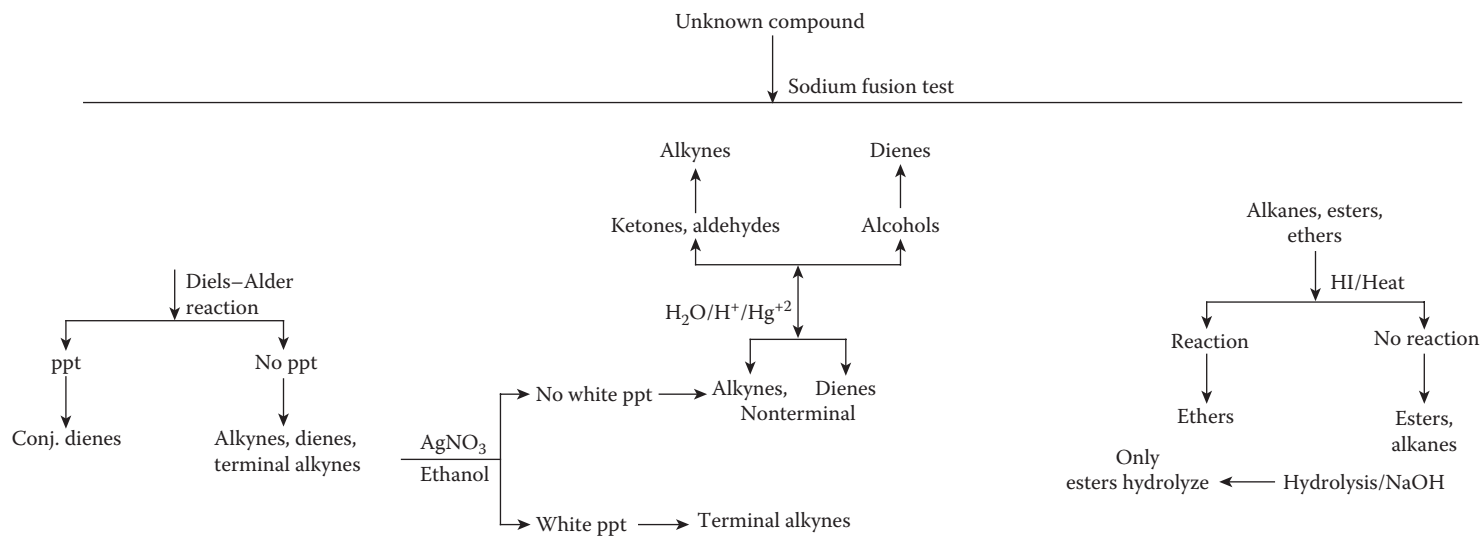 Unknown compound
Sodium fusion test
Alkynes
Dienes
Ketones, aldehydes
Alcohols
H₂O/H⁺/Hg⁺²
Alkynes,
Dienes
Nonterminal
Diels–Alder
reaction
ppt
No ppt
Conj. dienes
Alkynes, dienes,
terminal alkynes
AgNO₃
Ethanol
No white ppt
White ppt
Terminal alkynes
Alkanes, esters,
ethers
HI/Heat
Reaction
No reaction
Ethers
Esters,
alkanes
Only
esters hydrolyze
Hydrolysis/NaOH